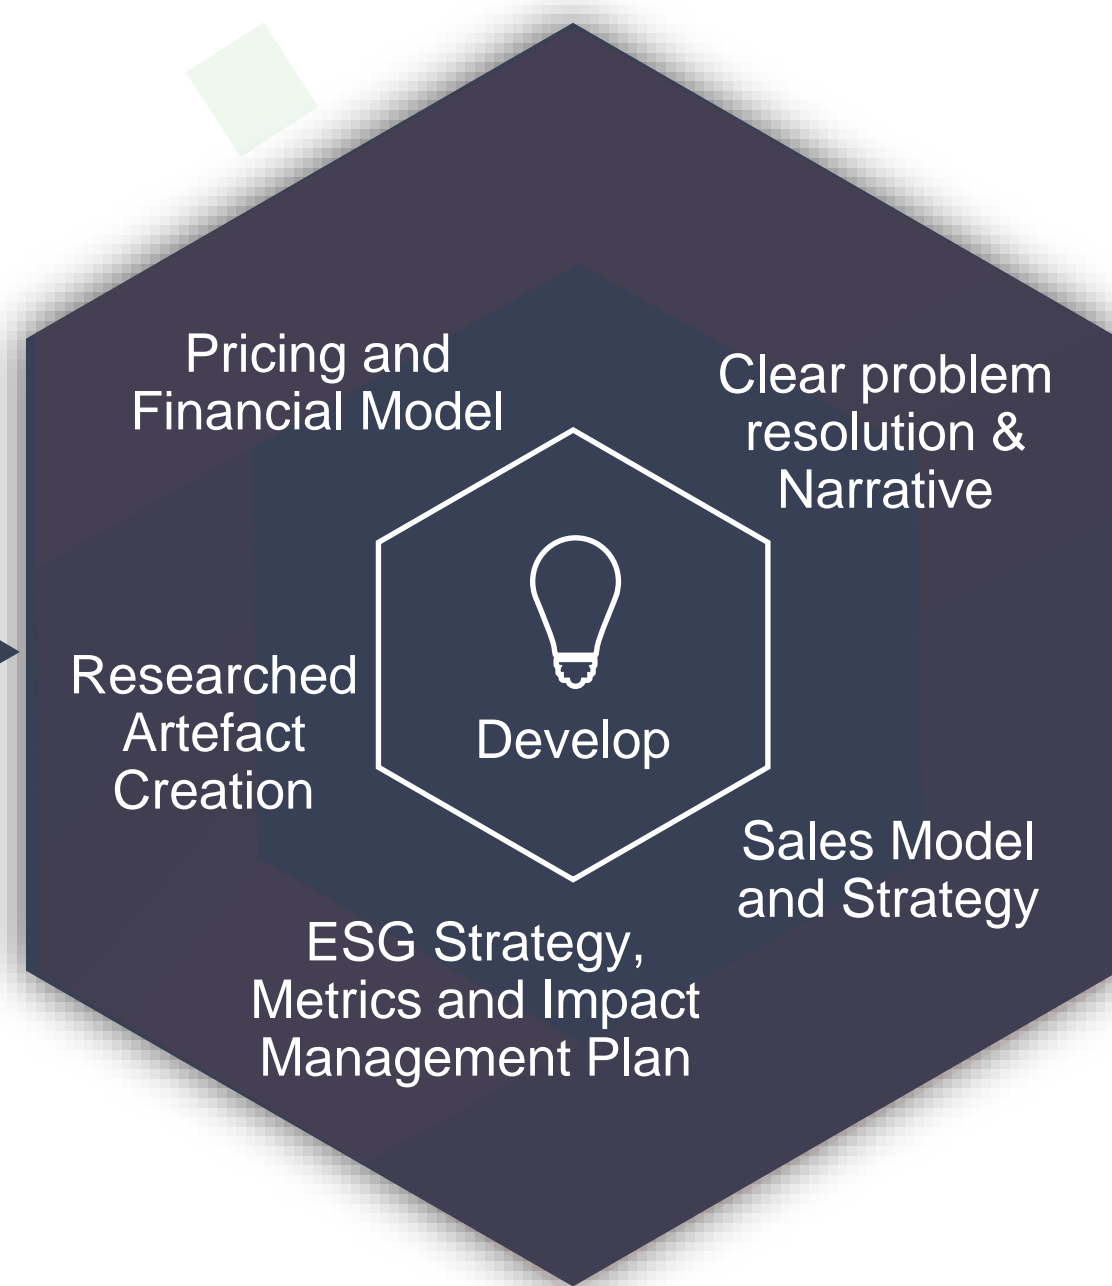 Pricing and
Financial Model
Clear problem
resolution &
Narrative
Researched
Artefact
Creation
Develop
Sales Model
and Strategy
ESG Strategy,
Metrics and Impact
Management Plan